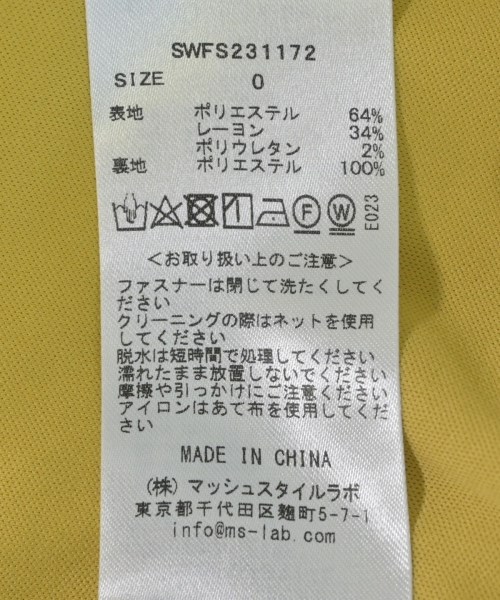 SWFS231172
SIZE 0
表地 ポリエステル 64%
レーヨン 34%
ポリウレタン 2%
裏地 ポリエステル 100%
F W E023
＜お取り扱い上のご注意＞
ファスナーは閉じて洗たくしてく
ださい
クリーニングの際はネットを使用
してください
脱水は短時間で処理してください
濡れたまま放置しないでください
摩擦や引っかけにご注意ください
アイロンはあて布を使用してくだ
さい
MADE IN CHINA
(株) マッシュスタイルラボ
東京都千代田区麹町5-7-1
info@ms-lab.com